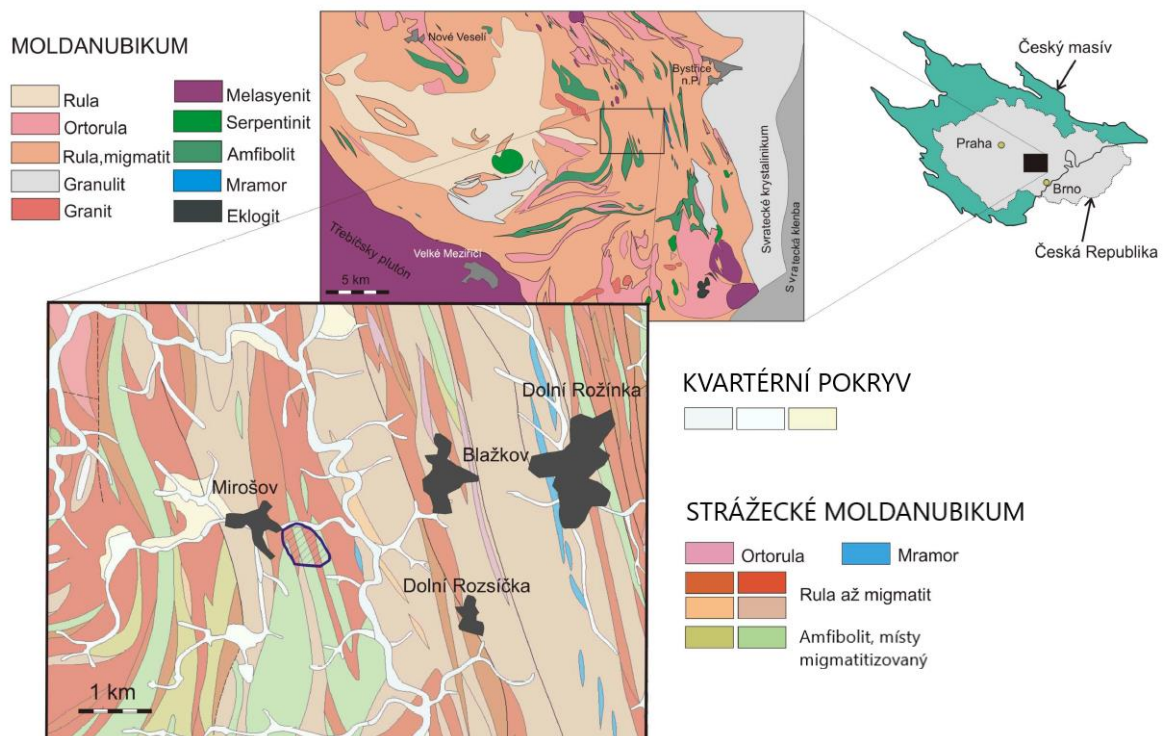 MOLDANUBIKUM
Rula
Ortorula
Rula,migmatit
Granulit
Granit
Melasyenit
Serpentinit
Amfibolit
Mramor
Eklogit
Nové Veselí
Bystřice
n.P.
Třebíčský plutón
Velké Meziříčí
5 km
Svratecké krystalinikum
Svratecká klenba
Český masív
Praha
Brno
Česká Republika
Dolní Rožínka
Blažkov
Mirošov
Dolní Rozsíčka
1 km
KVARTÉRNÍ POKRYV
STRÁŽECKÉ MOLDANUBIKUM
Ortorula
Mramor
Rula až migmatit
Amfibolit, místy
migmatitizovaný